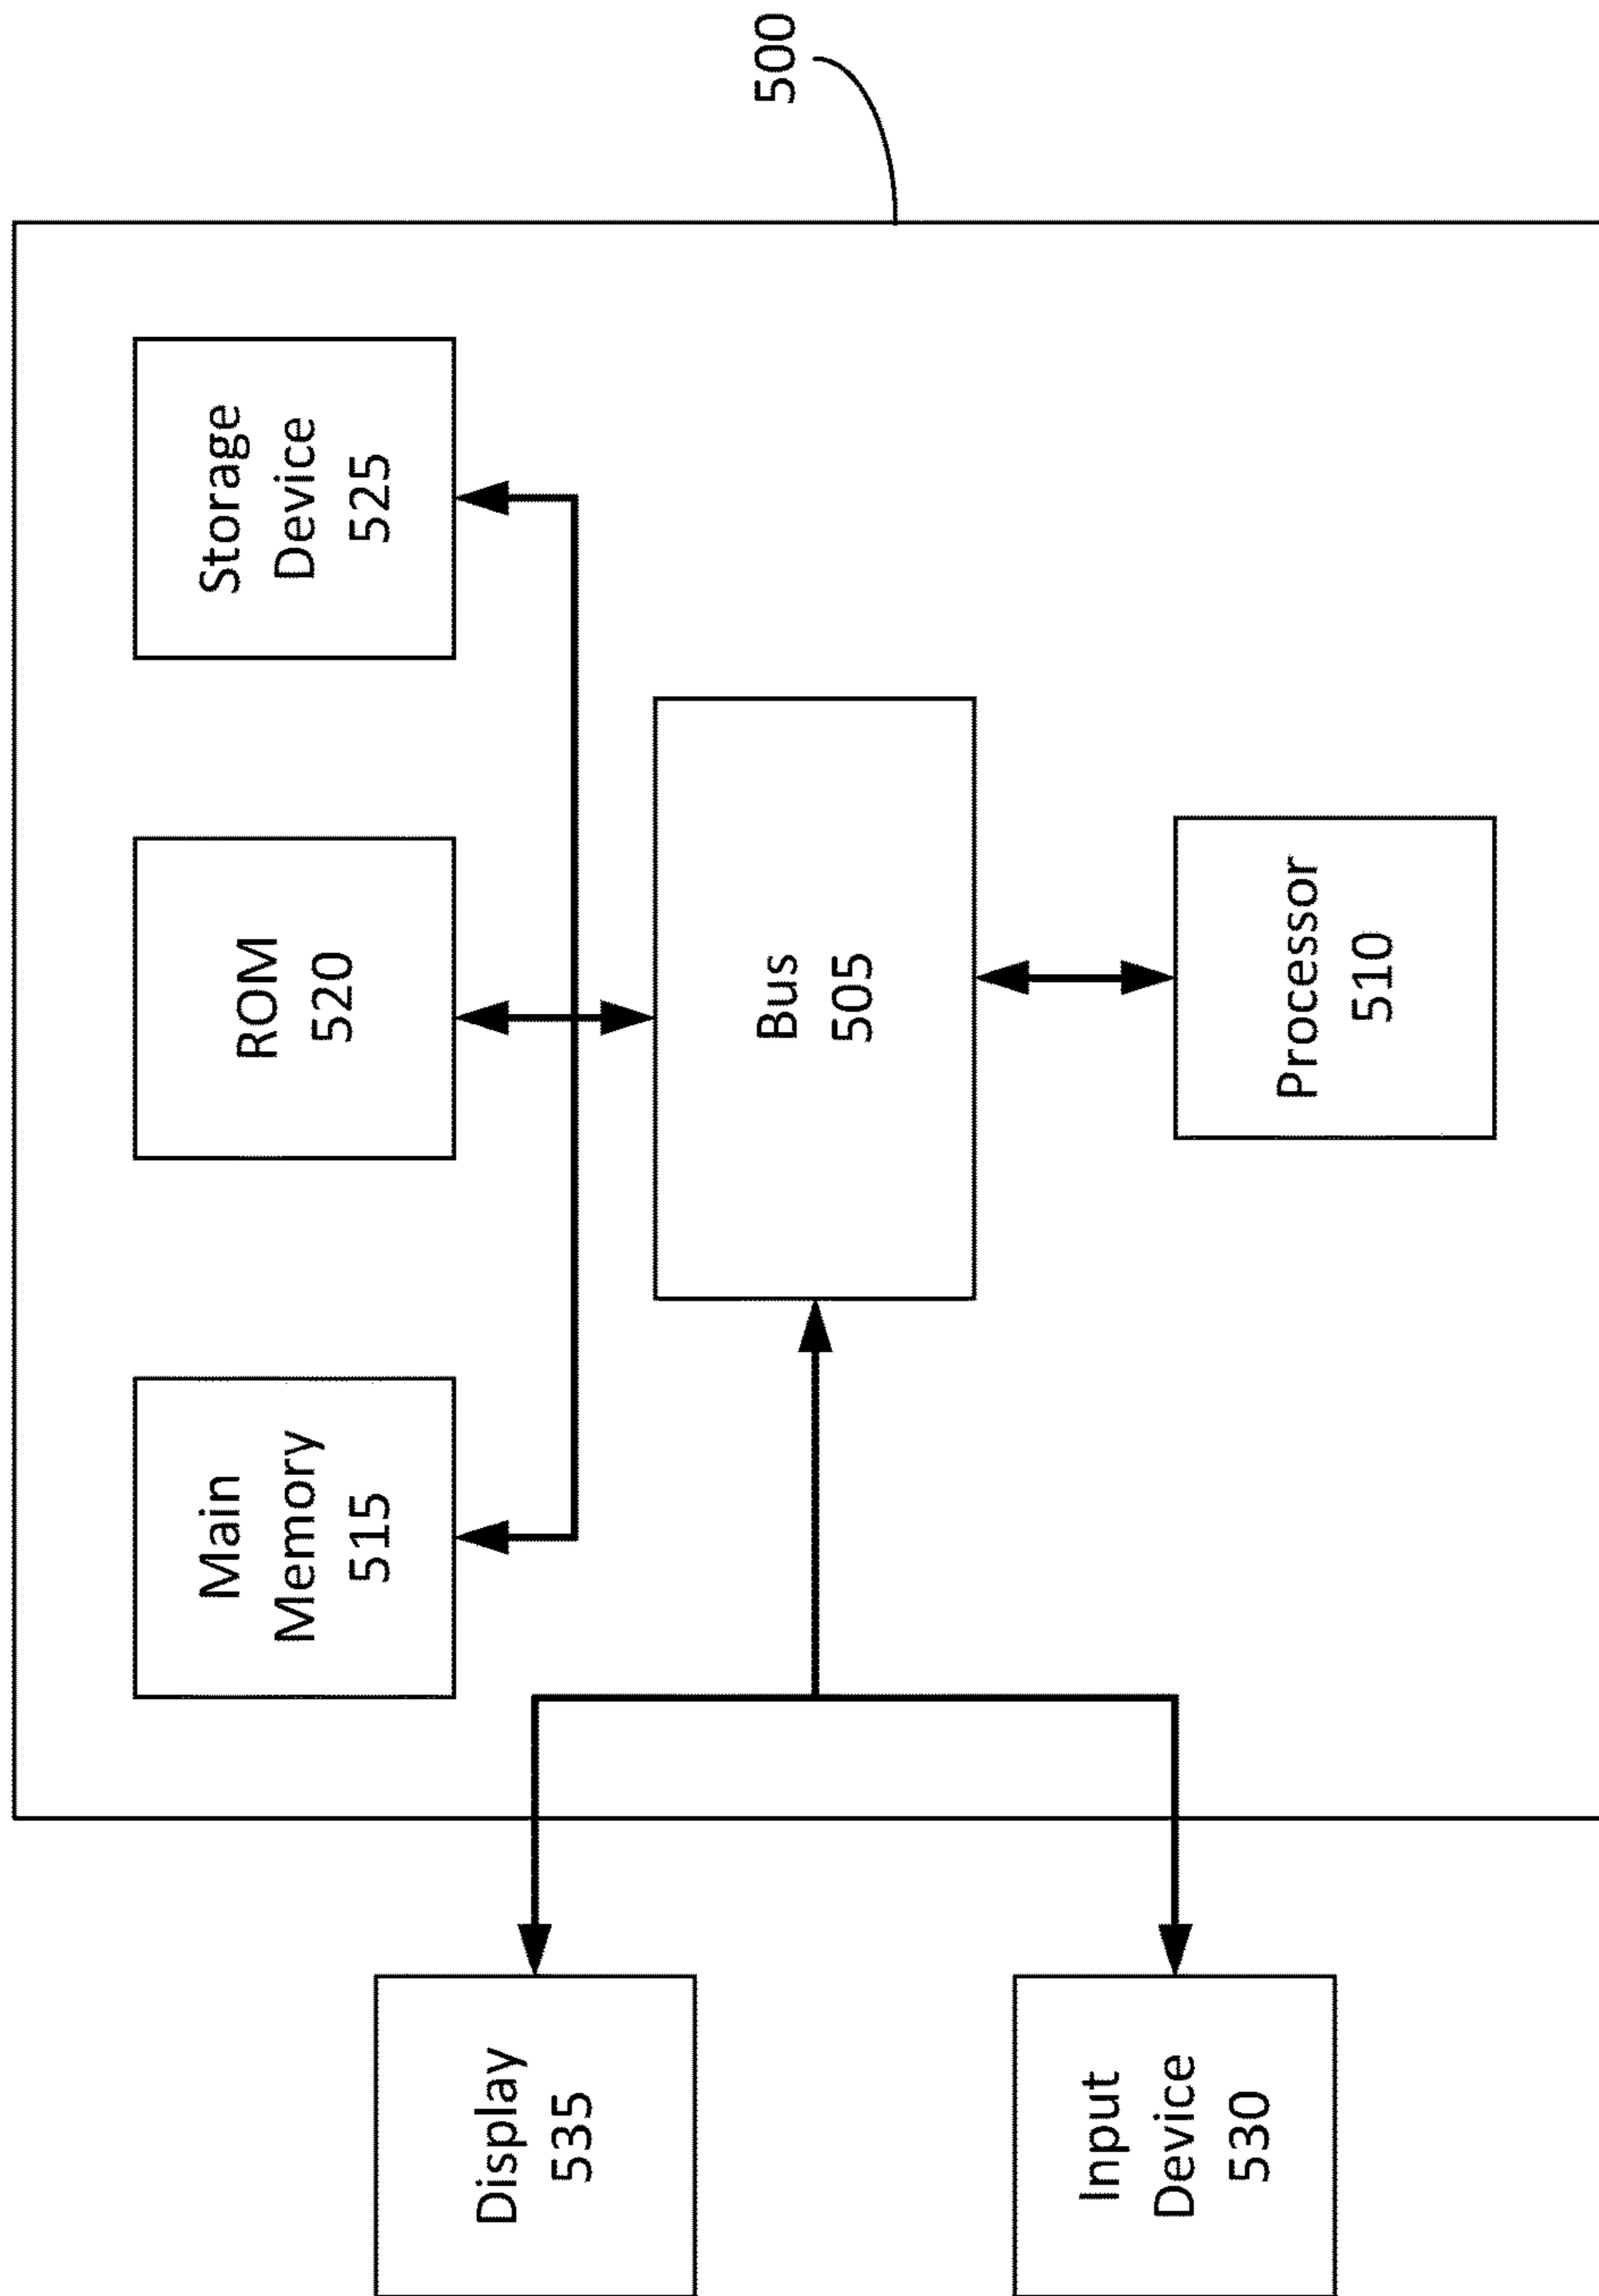 500
Main
Memory
515
ROM
520
Storage
Device
525
Display
535
Bus
505
Input
Device
530
Processor
510